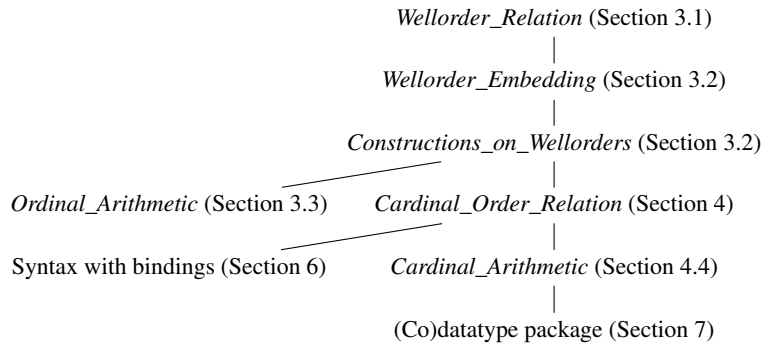 Wellorder_Relation (Section 3.1)
Wellorder_Embedding (Section 3.2)
Constructions_on_Wellorders (Section 3.2)
Ordinal_Arithmetic (Section 3.3) Cardinal_Order_Relation (Section 4)
Syntax with bindings (Section 6) Cardinal_Arithmetic (Section 4.4)
(Co)datatype package (Section 7)